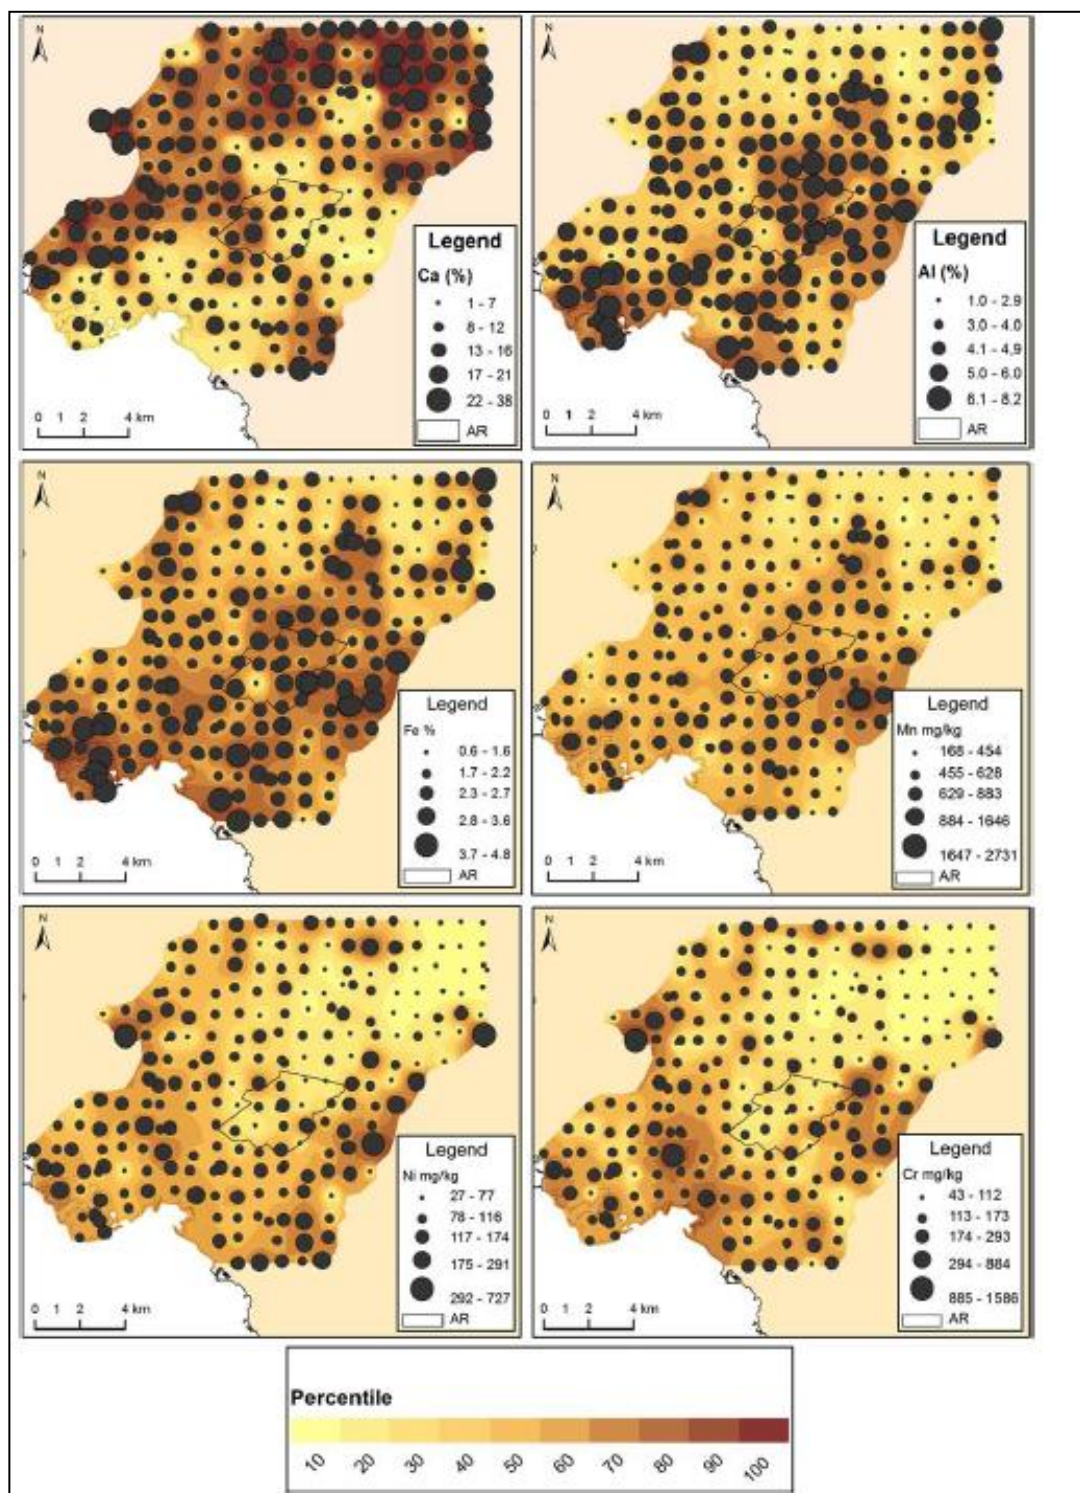 N
Legend
Ca (%)
1 - 7
8 - 12
13 - 16
17 - 21
22 - 38
AR
0 1 2 4 km
N
Legend
Al (%)
1.0 - 2.9
3.0 - 4.0
4.1 - 4.9
5.0 - 6.0
6.1 - 8.2
AR
0 1 2 4 km
N
Legend
Fe %
0.6 - 1.6
1.7 - 2.2
2.3 - 2.7
2.8 - 3.6
3.7 - 4.8
AR
0 1 2 4 km
N
Legend
Mn mg/kg
168 - 454
455 - 628
629 - 883
884 - 1646
1647 - 2731
AR
0 1 2 4 km
N
Legend
Ni mg/kg
27 - 77
78 - 116
117 - 174
175 - 291
292 - 727
AR
0 1 2 4 km
N
Legend
Cr mg/kg
43 - 112
113 - 173
174 - 293
294 - 884
885 - 1586
AR
0 1 2 4 km
Percentile
10 20 30 40 50 60 70 80 90 100